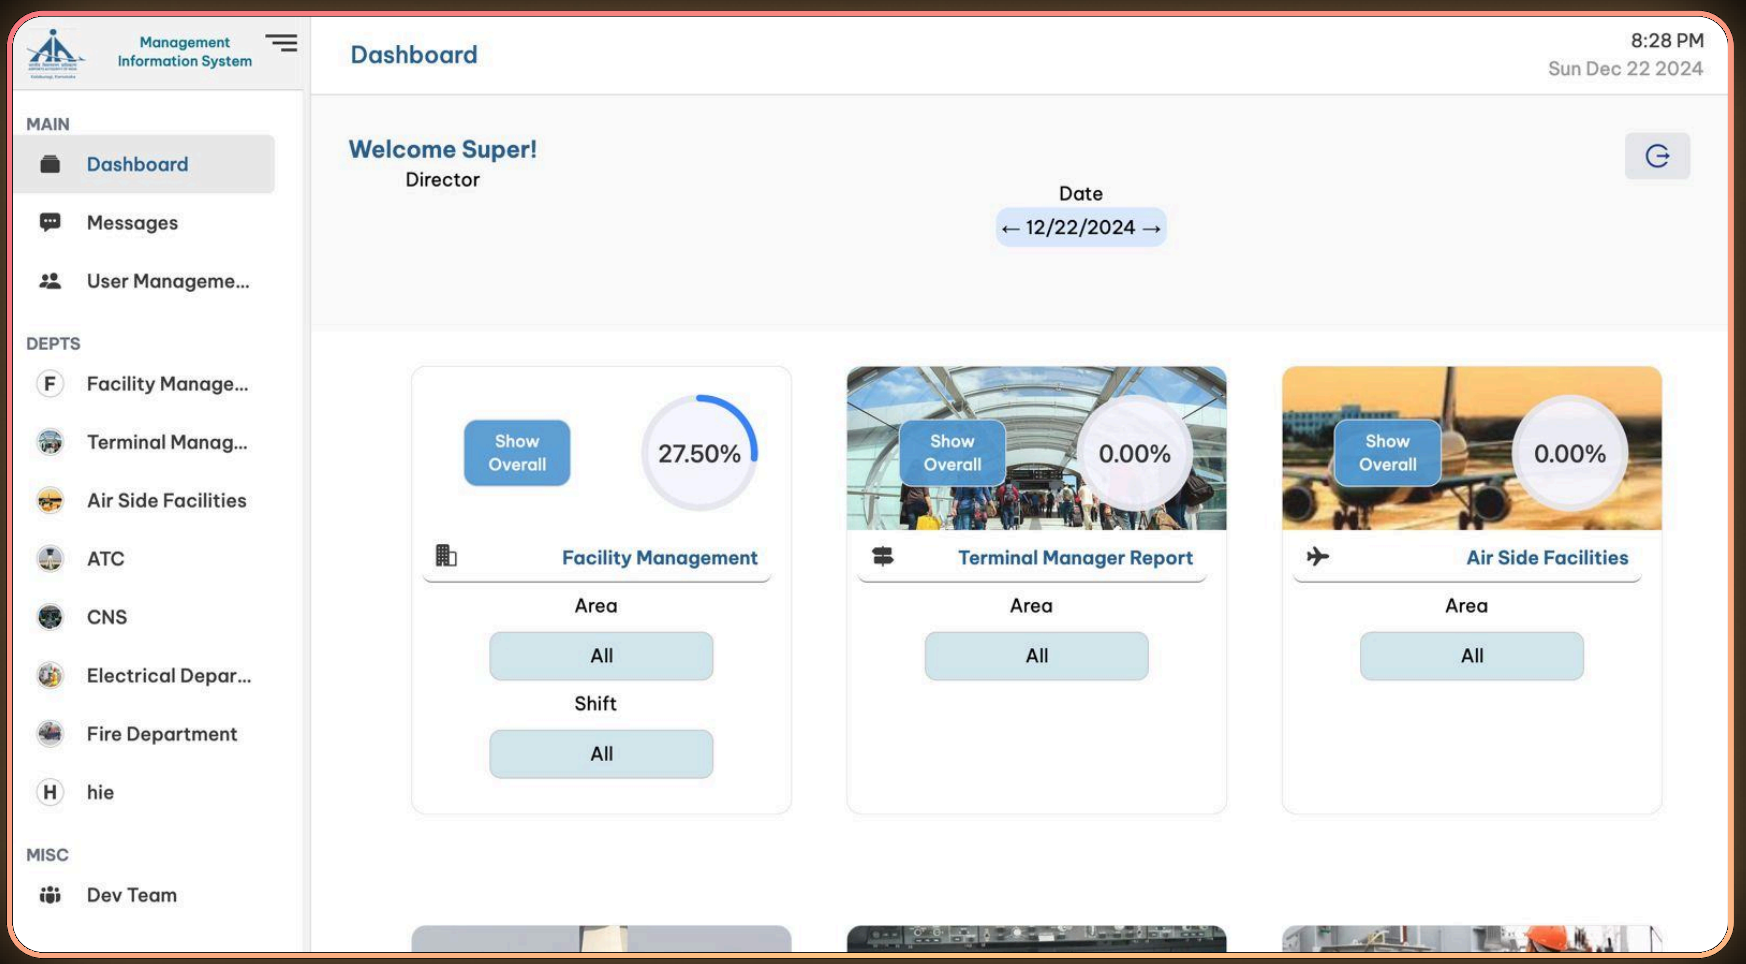 Management
Information System
MAIN
Dashboard
Messages
User Manageme...
DEPTS
F
Facility Manage...
Terminal Manag...
Air Side Facilities
ATC
CNS
Electrical Depar...
Fire Department
H
hie
MISC
Dev Team
Dashboard
8:28 PM
Sun Dec 22 2024
Welcome Super!
Director
Date
← 12/22/2024 →
Show
Overall
27.50%
Facility Management
Area
All
Shift
All
Show
Overall
0.00%
Terminal Manager Report
Area
All
Show
Overall
0.00%
Air Side Facilities
Area
All